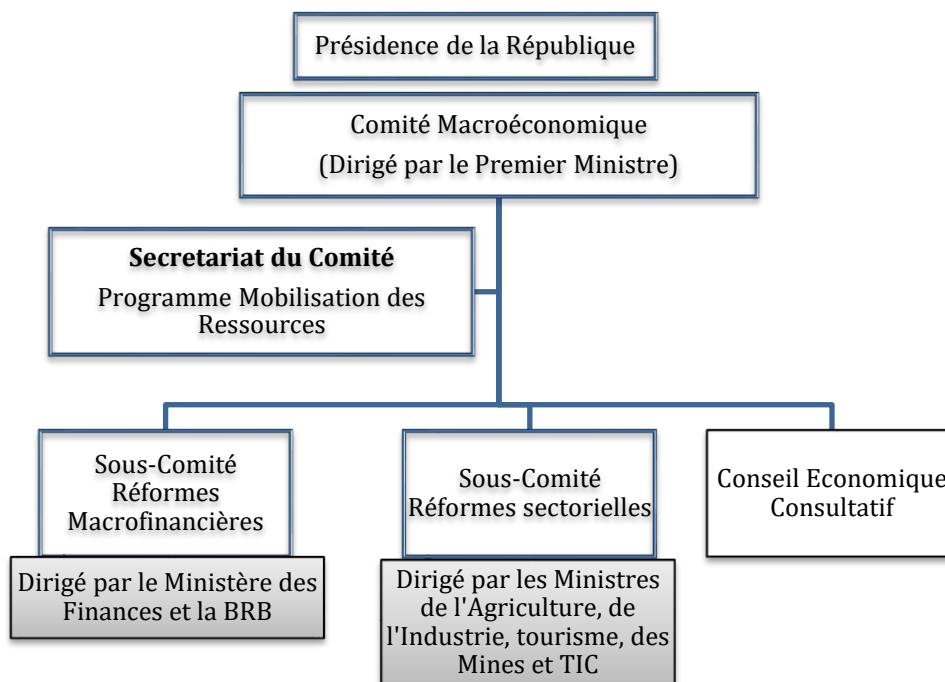 Présidence de la République
Comité Macroéconomique
(Dirigé par le Premier Ministre)
Secretariat du Comité
Programme Mobilisation des
Ressources
Sous-Comité
Réformes
Macrofinancières
Dirigé par le Ministère des
Finances et la BRB
Sous-Comité
Réformes sectorielles
Dirigé par les Ministres
de l'Agriculture, de
l'Industrie, tourisme, des
Mines et TIC
Conseil Economique
Consultatif